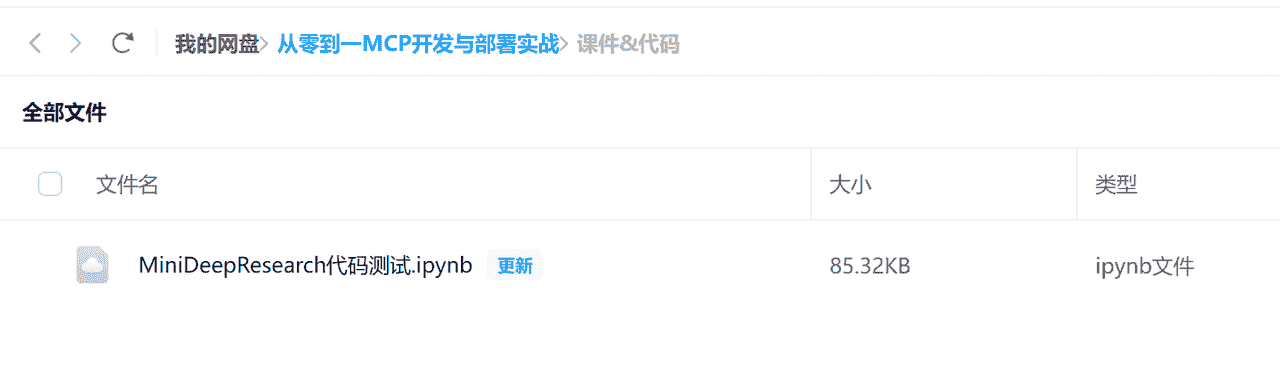 我的网盘> 从零到一MCP开发与部署实战> 课件&代码
全部文件
文件名 大小 类型
MiniDeepResearch代码测试.ipynb 更新 85.32KB ipynb文件